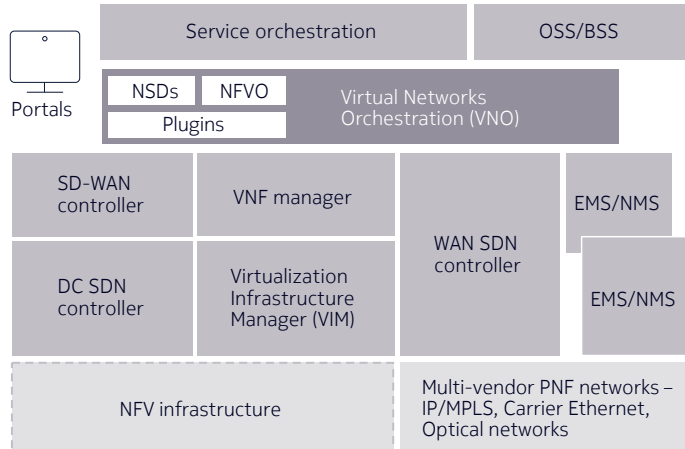 Service orchestration
OSS/BSS
Portals
NSDs
NFVO
Plugins
Virtual Networks
Orchestration (VNO)
SD-WAN
controller
VNF manager
WAN SDN
controller
EMS/NMS
DC SDN
controller
Virtualization
Infrastructure
Manager (VIM)
EMS/NMS
NFV infrastructure
Multi-vendor PNF networks –
IP/MPLS, Carrier Ethernet,
Optical networks